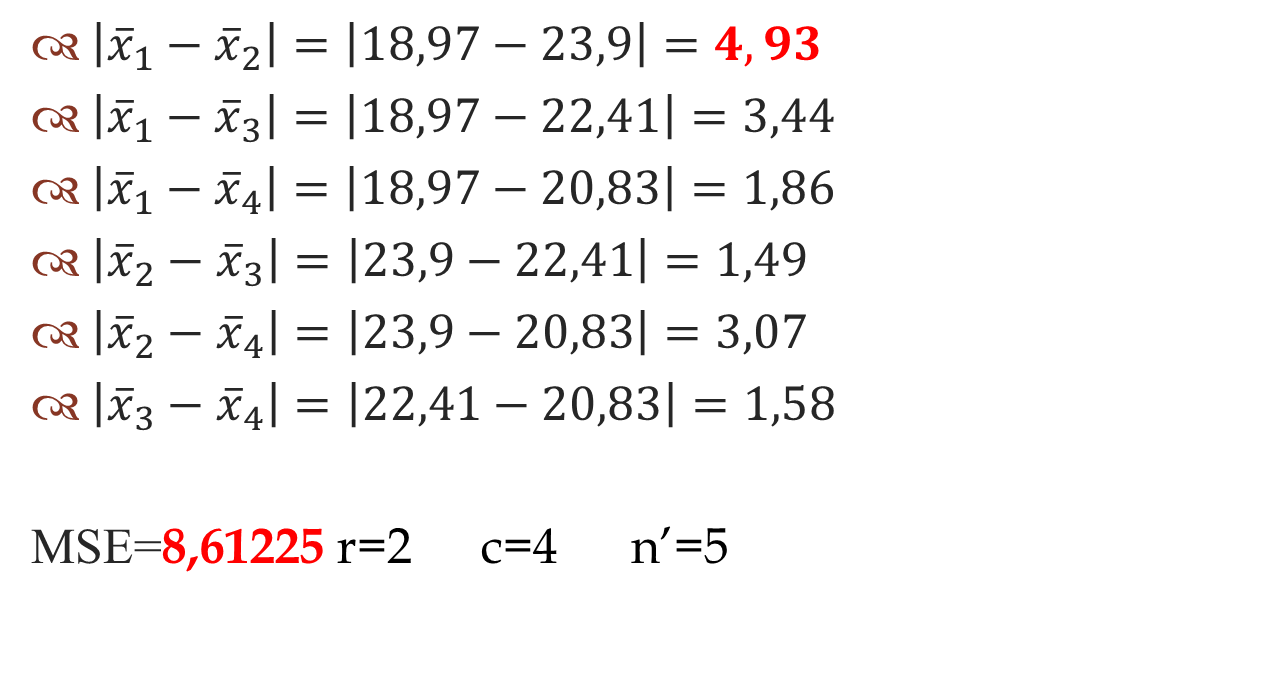 |x̄₁ − x̄₂| = |18,97 − 23,9| = 4,93
|x̄₁ − x̄₃| = |18,97 − 22,41| = 3,44
|x̄₁ − x̄₄| = |18,97 − 20,83| = 1,86
|x̄₂ − x̄₃| = |23,9 − 22,41| = 1,49
|x̄₂ − x̄₄| = |23,9 − 20,83| = 3,07
|x̄₃ − x̄₄| = |22,41 − 20,83| = 1,58
MSE=8,61225 r=2 c=4 n′=5